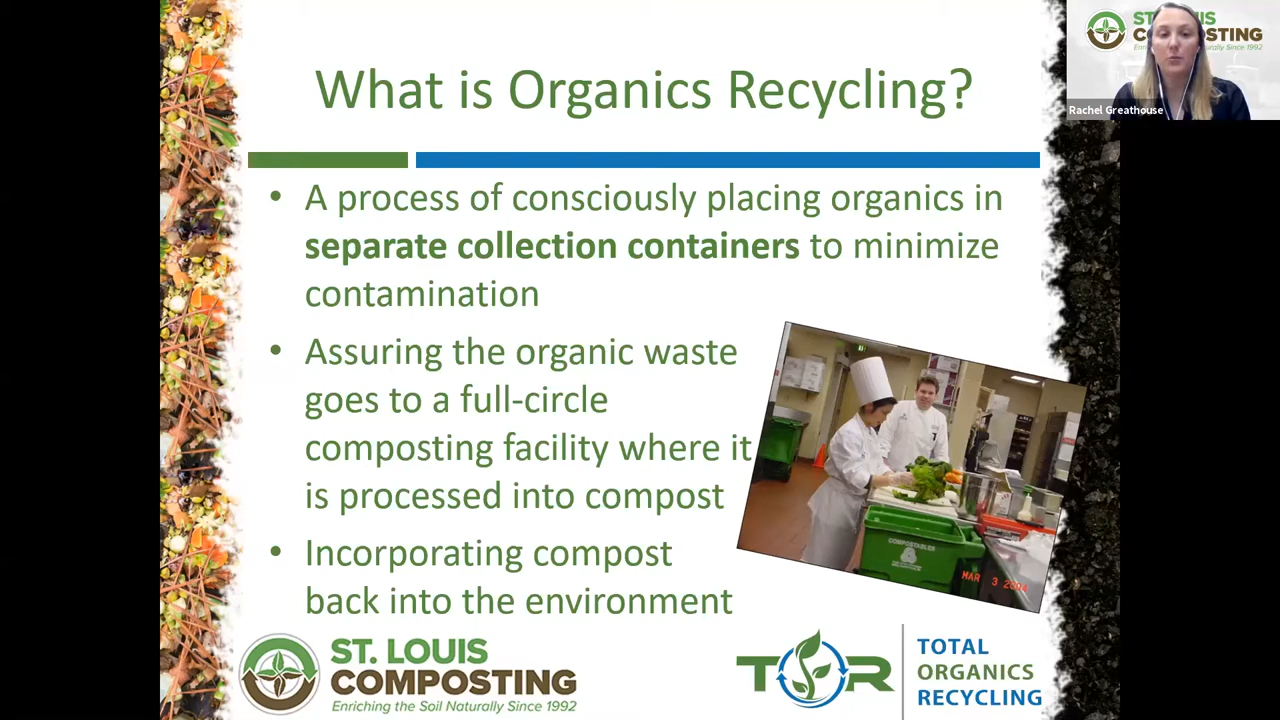 What is Organics Recycling?
• A process of consciously placing organics in
separate collection containers to minimize
contamination
• Assuring the organic waste
goes to a full-circle
composting facility where it
is processed into compost
• Incorporating compost
back into the environment
COMPOSTABLES
MAR 3 2004
ST. LOUIS
COMPOSTING
Enriching the Soil Naturally Since 1992
TOR
TOTAL
ORGANICS
RECYCLING
Rachel Greathouse